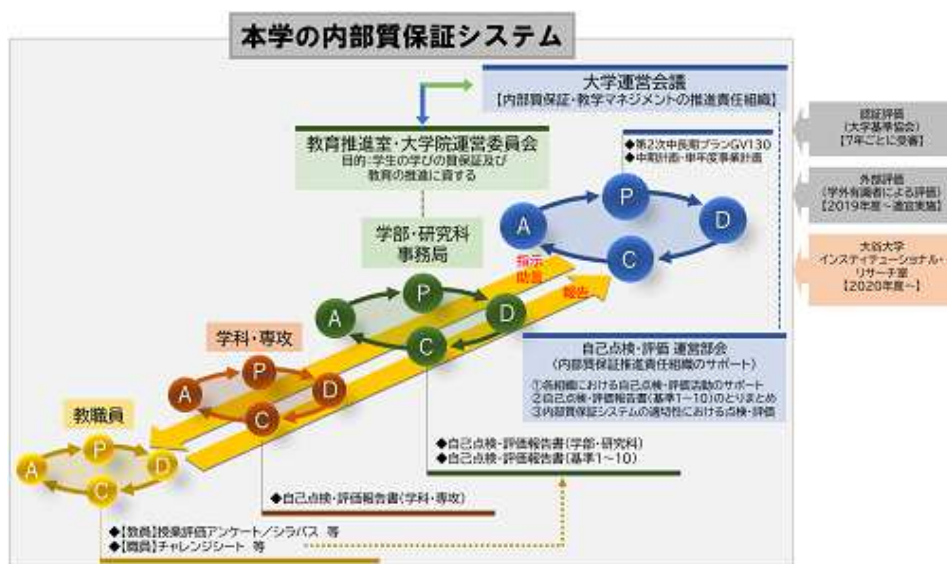 本学の内部質保証システム
大学運営会議
【内部質保証・教学マネジメントの推進責任組織】
教育推進室・大学院運営委員会
目的:学生の学びの質保証及び
教育の推進に資する
◆第2次中長期プランGV130
◆中期計画・単年度事業計画
認証評価
(大学基準協会)
【7年ごとに受審】
外部評価
(学外有識者による評価)
【2019年度~適宜実施】
大谷大学
インスティテューショナル・
リサーチ室
【2020年度~】
P
A
D
C
学部・研究科
事務局
指示
助言
報告
P
A
D
C
学科・専攻
P
A
D
C
自己点検・評価 運営部会
(内部質保証推進責任組織のサポート)
①各組織における自己点検・評価活動のサポート
②自己点検・評価報告書(基準1~10)のとりまとめ
③内部質保証システムの適切性における点検・評価
教職員
P
A
D
C
◆自己点検・評価報告書(学部・研究科)
◆自己点検・評価報告書(基準1~10)
◆自己点検・評価報告書(学科・専攻)
◆【教員】授業評価アンケート/シラバス 等
◆【職員】チャレンジシート 等